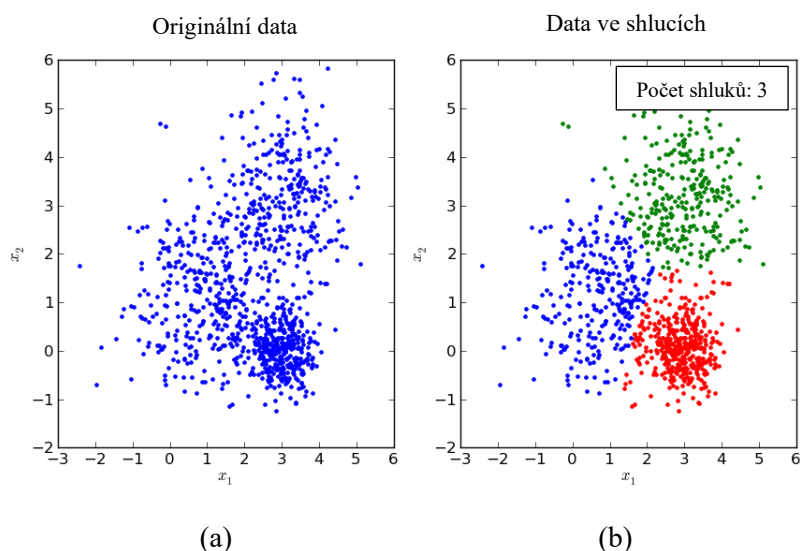 Originální data
Data ve shlucích
6
5
4
3
2
1
0
−1
−2
x2
−3 −2 −1 0 1 2 3 4 5 6
x1
(a)
6
5
4
3
2
1
0
−1
−2
x2
Počet shluků: 3
−3 −2 −1 0 1 2 3 4 5 6
x1
(b)